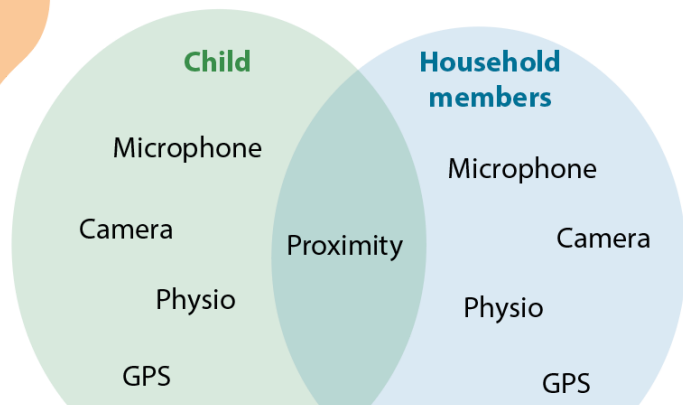 Child
Household
members
Microphone
Microphone
Camera
Camera
Proximity
Physio
Physio
GPS
GPS